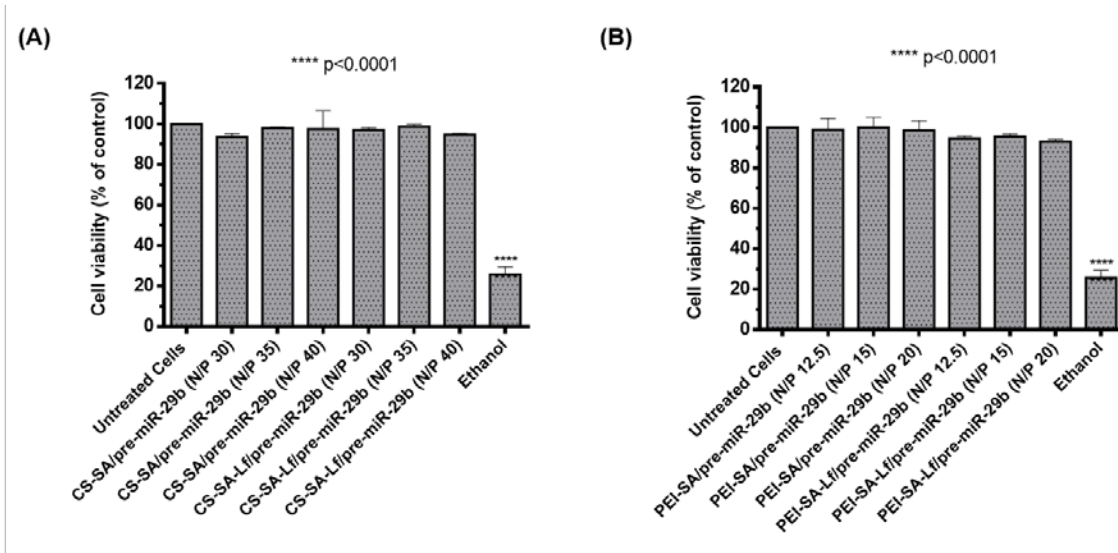 (A)
**** p<0.0001
Cell viability (% of control)
120
100
80
60
40
20
0
****
Untreated Cells
CS-SA/pre-miR-29b (N/P 30)
CS-SA/pre-miR-29b (N/P 35)
CS-SA/pre-miR-29b (N/P 40)
CS-SA-Lf/pre-miR-29b (N/P 30)
CS-SA-Lf/pre-miR-29b (N/P 35)
CS-SA-Lf/pre-miR-29b (N/P 40)
Ethanol
(B)
**** p<0.0001
Cell viability (% of control)
120
100
80
60
40
20
0
****
Untreated Cells
PEI-SA/pre-miR-29b (N/P 12.5)
PEI-SA/pre-miR-29b (N/P 15)
PEI-SA/pre-miR-29b (N/P 20)
PEI-SA-Lf/pre-miR-29b (N/P 12.5)
PEI-SA-Lf/pre-miR-29b (N/P 15)
PEI-SA-Lf/pre-miR-29b (N/P 20)
Ethanol